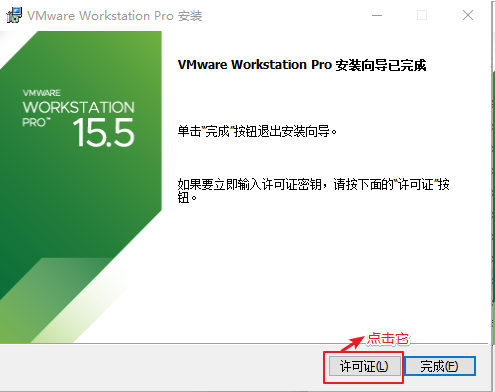 VMware Workstation Pro 安装
VMWARE
WORKSTATION
PRO™
15.5
VMware Workstation Pro 安装向导已完成
单击"完成"按钮退出安装向导。
如果要立即输入许可证密钥，请按下面的"许可证"按
钮。
点击它
许可证(L)
完成(F)